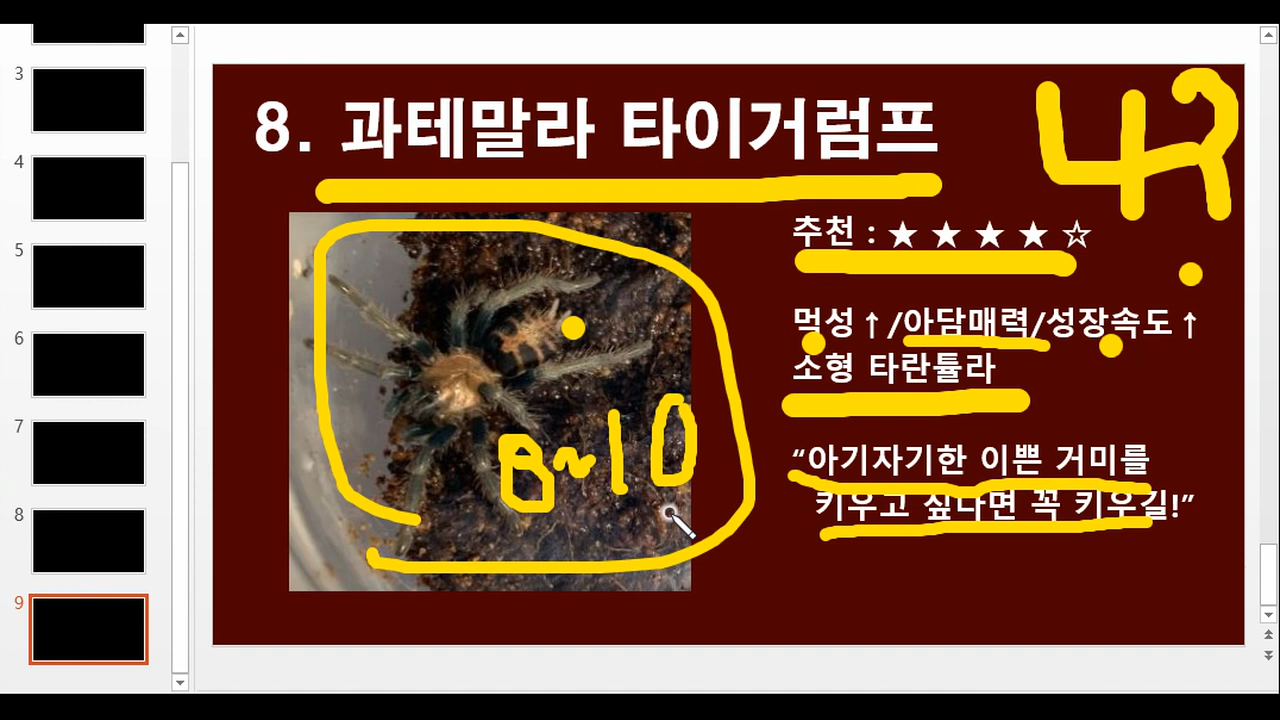 3
4
5
6
7
8
9
8. 과테말라 타이거럼프
추천 : ★ ★ ★ ★ ☆
먹성 ↑ /아담매력/성장속도 ↑
소형 타란튤라
8~10
“아기자기한 이쁜 거미를
키우고 싶다면 꼭 키우길!”